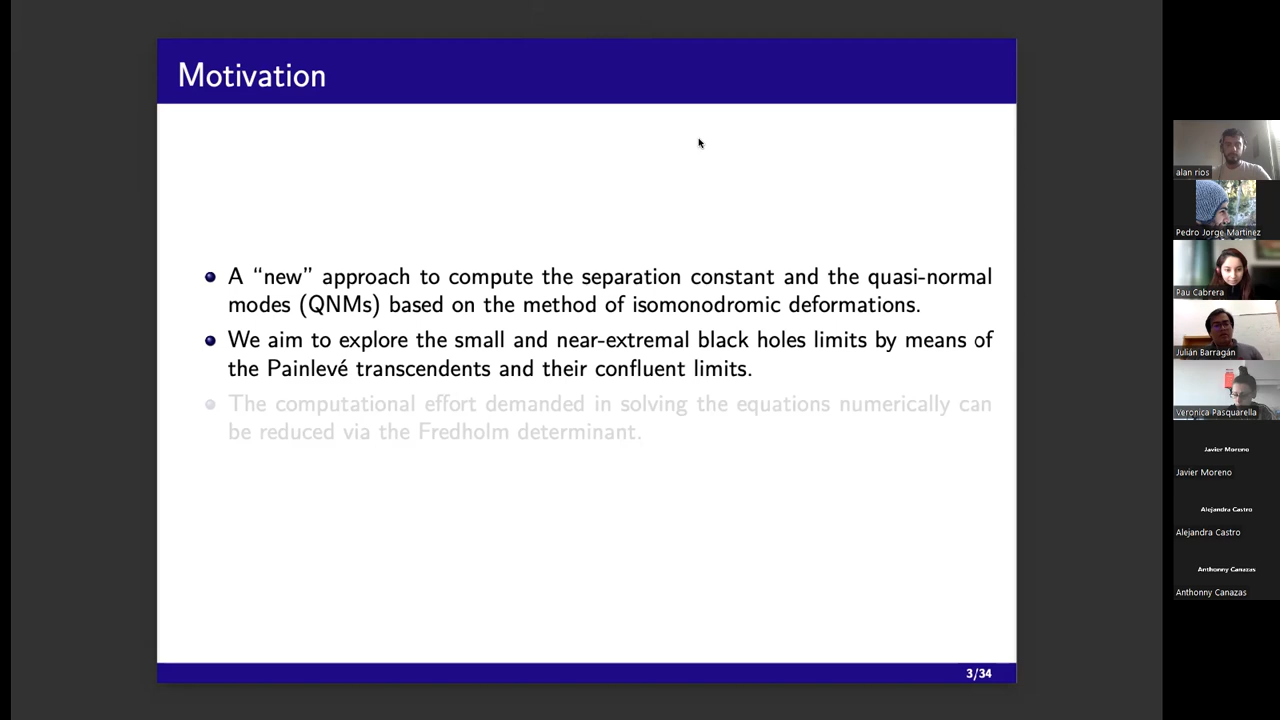 Motivation
A “new” approach to compute the separation constant and the quasi-normal
modes (QNMs) based on the method of isomonodromic deformations.
We aim to explore the small and near-extremal black holes limits by means of
the Painlevé transcendents and their confluent limits.
The computational effort demanded in solving the equations numerically can
be reduced via the Fredholm determinant.
3/34
alan rios
Pedro Jorge Martinez
Pau Cabrera
Julián Barragán
Veronica Pasquarella
Javier Moreno
Javier Moreno
Alejandra Castro
Alejandra Castro
Anthonny Canazas
Anthonny Canazas